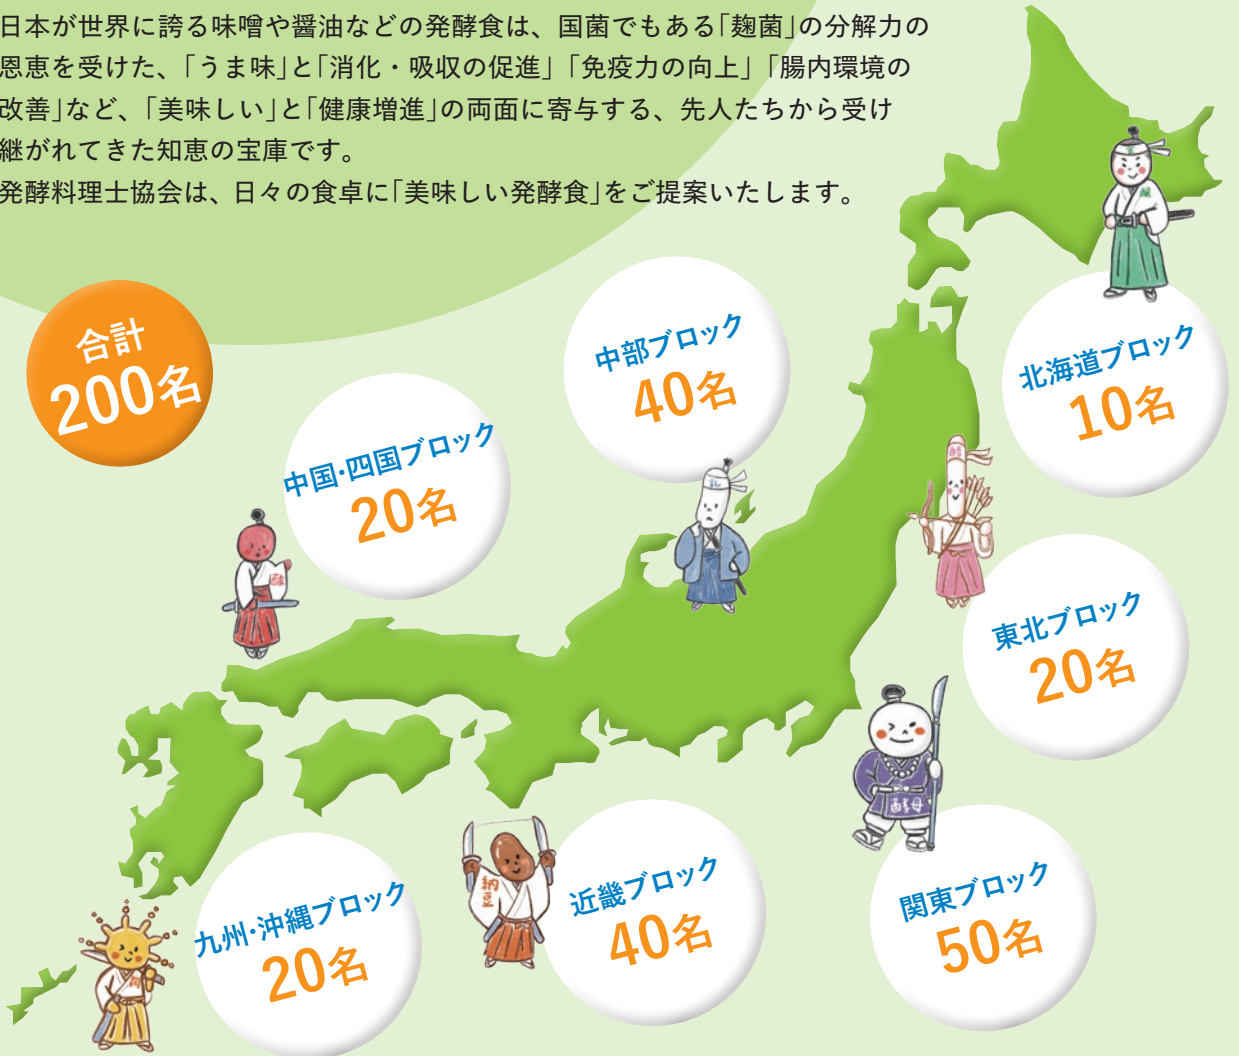 日本が世界に誇る味噌や醤油などの発酵食は、国菌でもある「麹菌」の分解力の
恩恵を受けた、「うま味」と「消化・吸収の促進」「免疫力の向上」「腸内環境の
改善」など、「美味しい」と「健康増進」の両面に寄与する、先人たちから受け
継がれてきた知恵の宝庫です。
発酵料理士協会は、日々の食卓に「美味しい発酵食」をご提案いたします。
合計
200名
中部ブロック
40名
北海道ブロック
10名
中国・四国ブロック
20名
東北ブロック
20名
近畿ブロック
40名
関東ブロック
50名
九州・沖縄ブロック
20名
納豆
酵母